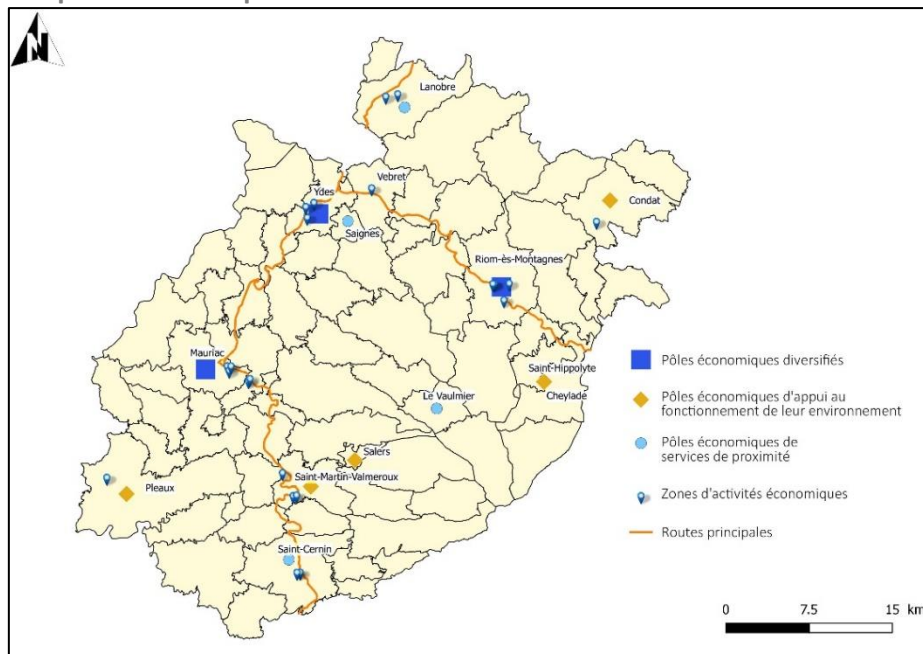 N
Lanobre
Vebret
Ydes
Condat
Saignes
Riom-ès-Montagnes
Mauriac
Saint-Hippolyte
Cheylade
Le Vaulmier
Salers
Saint-Martin-Valmeroux
Pleaux
Saint-Cernin
Pôles économiques diversifiés
Pôles économiques d'appui au
fonctionnement de leur environnement
Pôles économiques de
services de proximité
Zones d'activités économiques
Routes principales
0 7.5 15 km